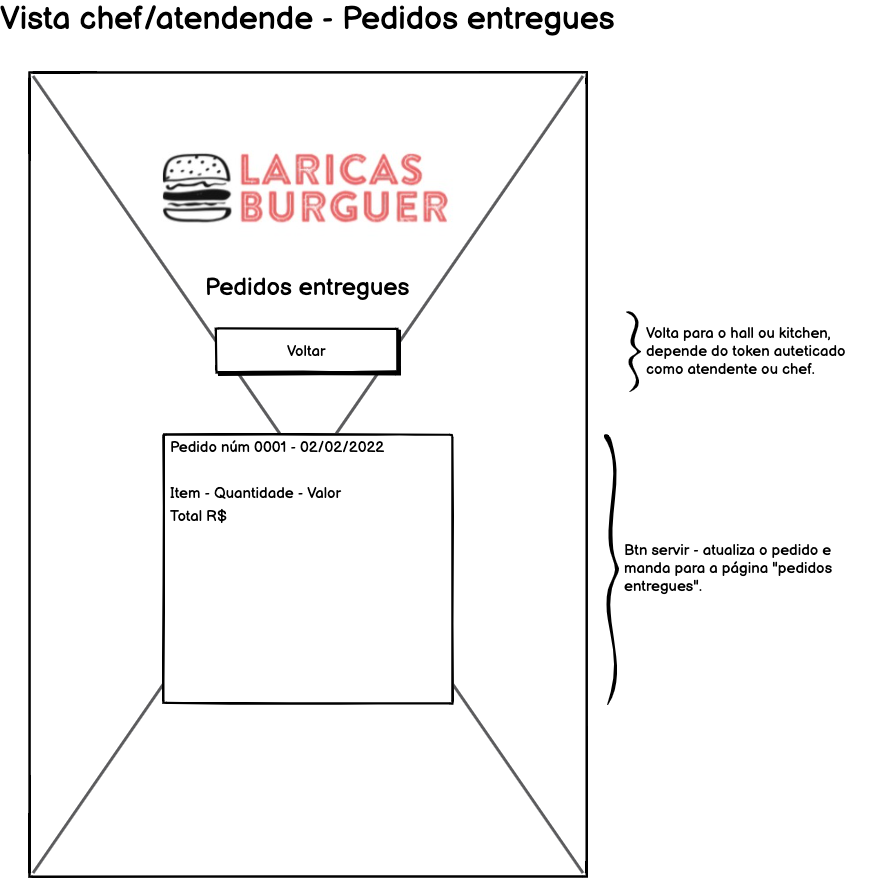 Vista chef/atendende - Pedidos entregues
LARICAS
BURGUER
Pedidos entregues
Voltar
Volta para o hall ou kitchen,
depende do token auteticado
como atendente ou chef.
Pedido núm 0001 - 02/02/2022
Item - Quantidade - Valor
Total R$
Btn servir - atualiza o pedido e
manda para a página "pedidos
entregues".